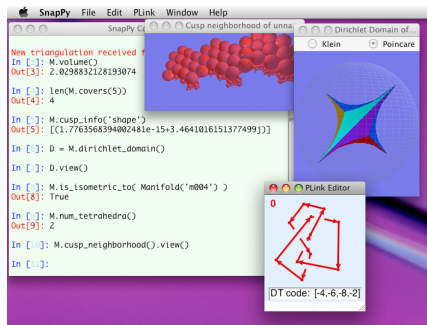 SnapPy File Edit PLink Window Help
SnapPy C
New triangulation received f
In [ ]: M.volume()
Out[3]: 2.0298832128193074
In [ ]: len(M.covers(5))
Out[4]: 4
In [ ]: M.cusp_info('shape')
Out[5]: [(1.7763568394002481e-15+3.4641016151377499j)]
In [ ]: D = M.dirichlet_domain()
In [ ]: D.view()
In [ ]: M.is_isometric_to( Manifold('m004') )
Out[8]: True
In [ ]: M.num_tetrahedra()
Out[9]: 2
In [10]: M.cusp_neighborhood().view()
In [11]:
Cusp neighborhood of unna...
Dirichlet Domain of...
Klein Poincare
PLink Editor
0
DT code: [-4,-6,-8,-2]